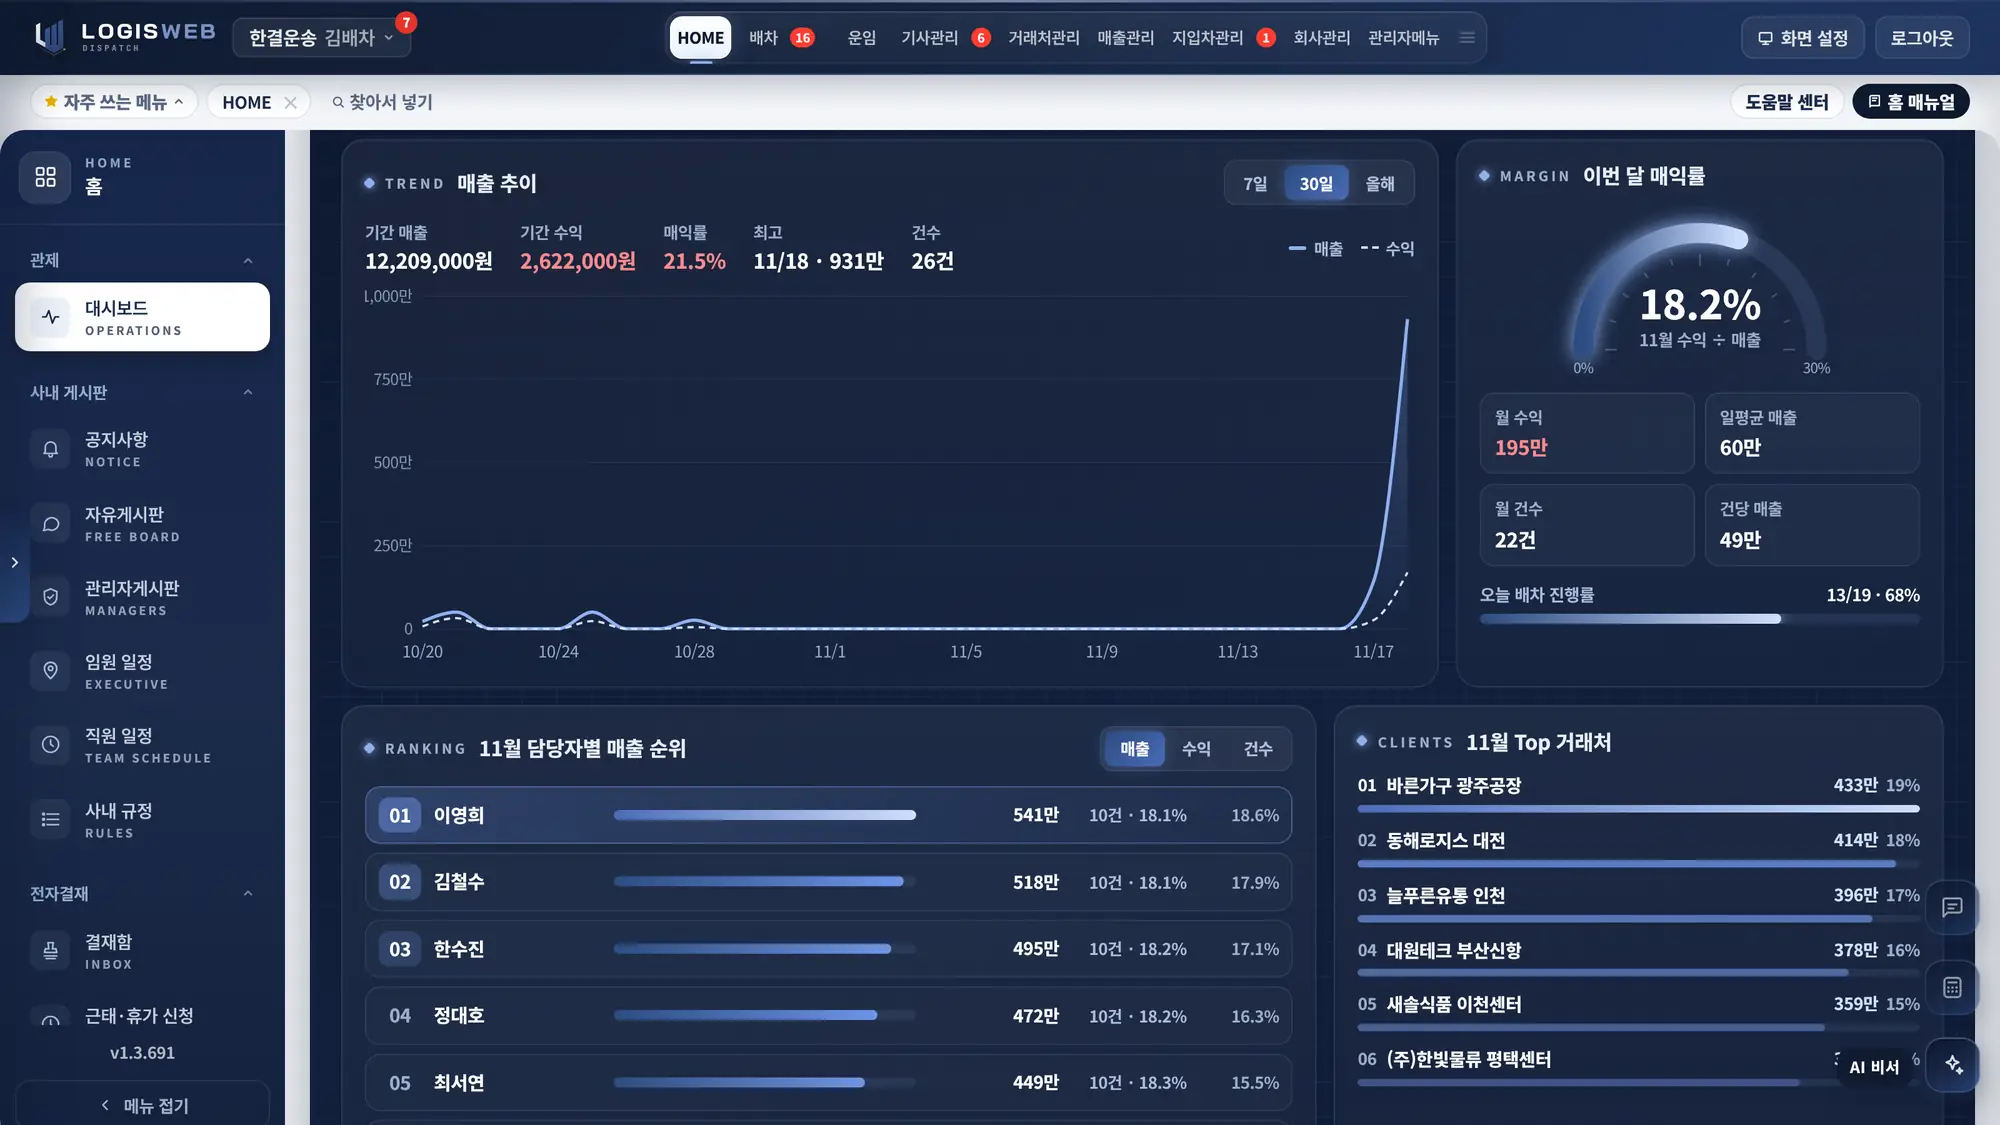 LOGISWEB
DISPATCH
한결운송 김배차
7
HOME
배차 16
운임
기사관리 6
거래처관리
매출관리
지입차관리 1
회사관리
관리자메뉴
화면 설정
로그아웃
자주 쓰는 메뉴
HOME
찾아서 넣기
도움말 센터
홈 매뉴얼
HOME
홈
관제
대시보드
OPERATIONS
사내 게시판
공지사항
NOTICE
자유게시판
FREE BOARD
관리자게시판
MANAGERS
임원 일정
EXECUTIVE
직원 일정
TEAM SCHEDULE
사내 규정
RULES
전자결재
결재함
INBOX
근태·휴가 신청
v1.3.691
메뉴 접기
TREND 매출 추이
7일 30일 올해
기간 매출
12,209,000원
기간 수익
2,622,000원
매익률
21.5%
최고
11/18 · 931만
건수
26건
매출 수익
1,000만
750만
500만
250만
0
10/20 10/24 10/28 11/1 11/5 11/9 11/13 11/17
MARGIN 이번 달 매익률
18.2%
11월 수익 ÷ 매출
0% 30%
월 수익
195만
일평균 매출
60만
월 건수
22건
건당 매출
49만
오늘 배차 진행률 13/19 · 68%
RANKING 11월 담당자별 매출 순위
매출 수익 건수
01 이영희 541만 10건 · 18.1% 18.6%
02 김철수 518만 10건 · 18.1% 17.9%
03 한수진 495만 10건 · 18.2% 17.1%
04 정대호 472만 10건 · 18.2% 16.3%
05 최서연 449만 10건 · 18.3% 15.5%
CLIENTS 11월 Top 거래처
01 바른가구 광주공장 433만 19%
02 동해로지스 대전 414만 18%
03 늘푸른유통 인천 396만 17%
04 대원테크 부산신항 378만 16%
05 새솔식품 이천센터 359만 15%
06 (주)한빛물류 평택센터
AI 비서